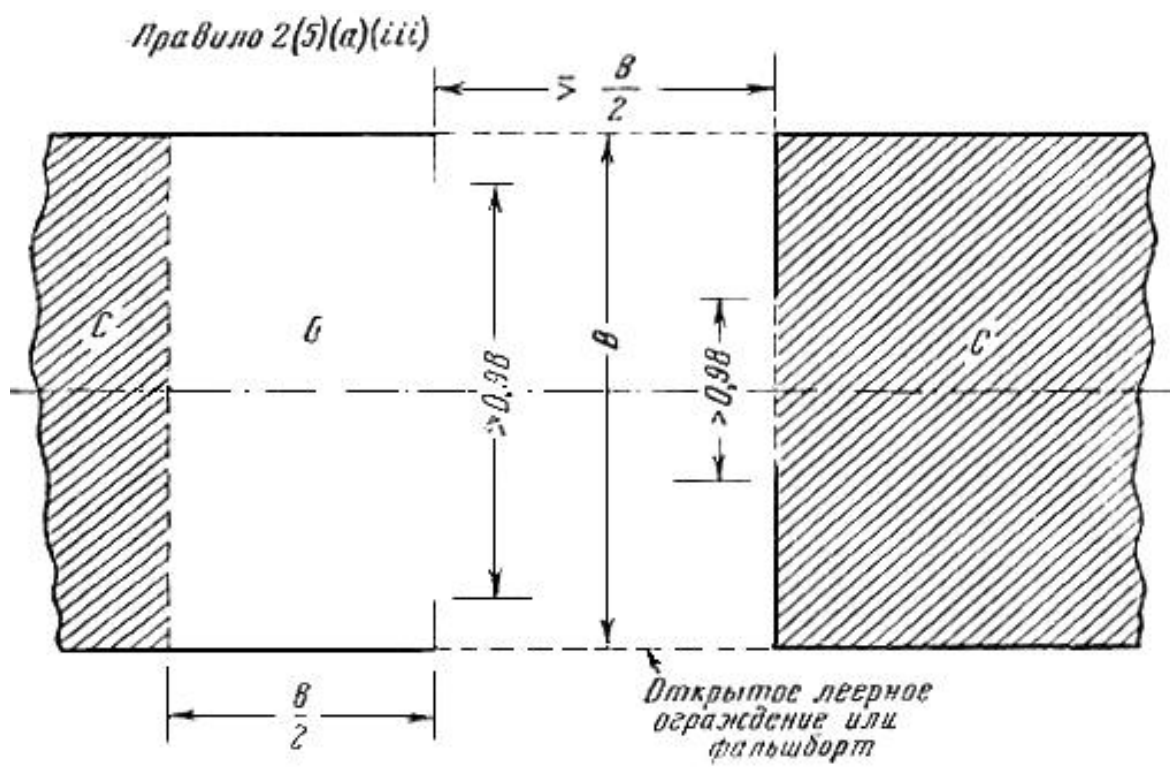 Правило 2(5)(a)(iii)
⩾ B/2
C
O
⩾0,9B
B
>0,9B
C
B/2
Открытое леерное
ограждение или
фальшборт